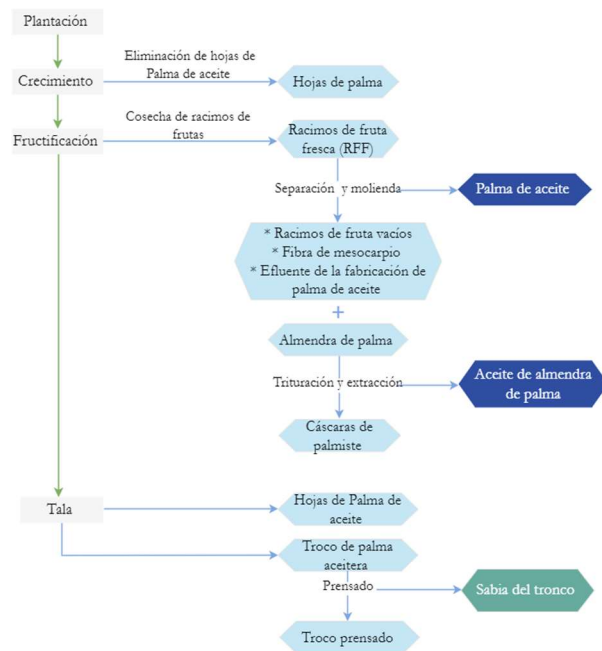 Plantación
Eliminación de hojas de
Palma de aceite
Crecimiento
Hojas de palma
Cosecha de racimos de
frutas
Fructificación
Racimos de fruta
fresca (RFF)
Separación y molienda
Palma de aceite
* Racimos de fruta vacíos
* Fibra de mesocarpio
* Efluente de la fabricación de
palma de aceite
+
Almendra de palma
Trituración y extracción
Aceite de almendra
de palma
Cáscaras de
palmiste
Tala
Hojas de Palma de
aceite
Troco de palma
aceitera
Prensado
Sabia del tronco
Troco prensado